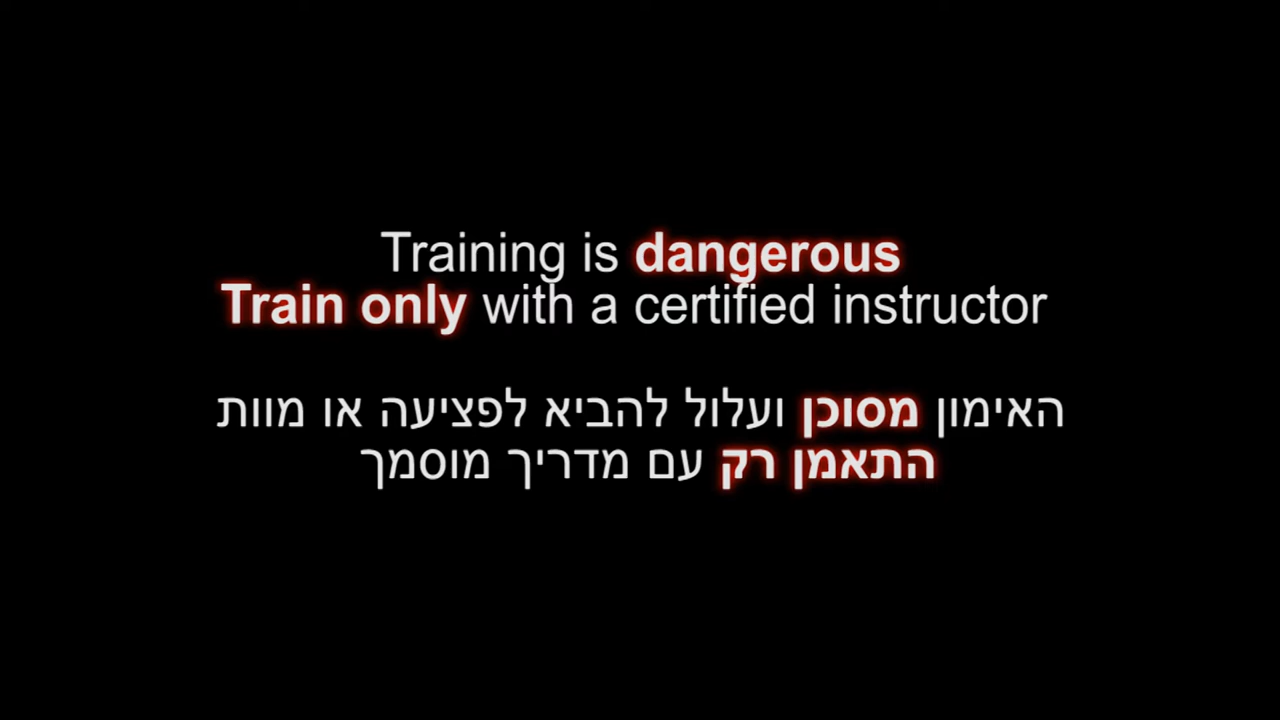 Training is dangerous
Train only with a certified instructor
האימון מסוכן ועלול להביא לפציעה או מוות
התאמן רק עם מדריך מוסמך